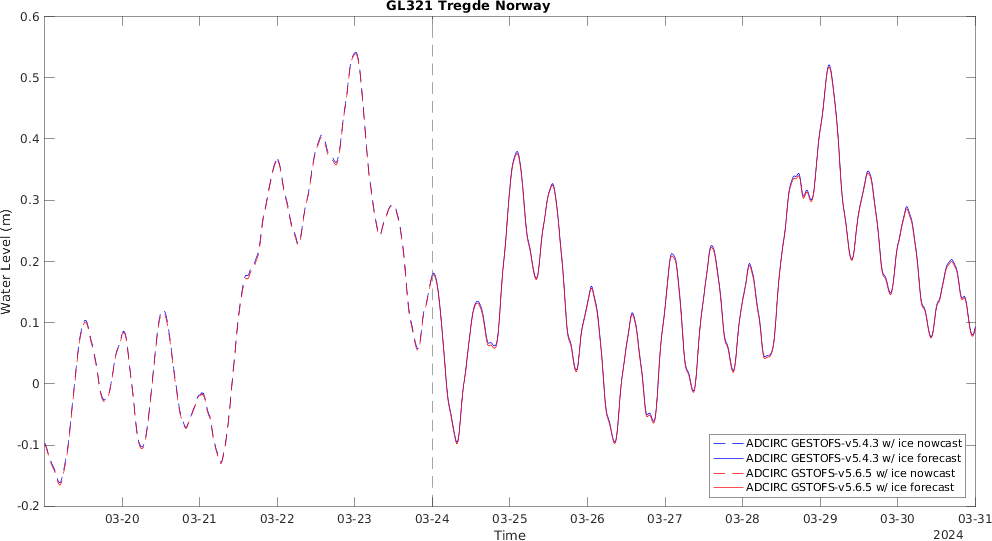 GL321 Tregde Norway
0.6
0.5
0.4
0.3
0.2
0.1
0
-0.1
-0.2
Water Level (m)
ADCIRC GESTOFS-v5.4.3 w/ ice nowcast
ADCIRC GESTOFS-v5.4.3 w/ ice forecast
ADCIRC GSTOFS-v5.6.5 w/ ice nowcast
ADCIRC GSTOFS-v5.6.5 w/ ice forecast
03-20 03-21 03-22 03-23 03-24 03-25 03-26 03-27 03-28 03-29 03-30 03-31
Time
2024